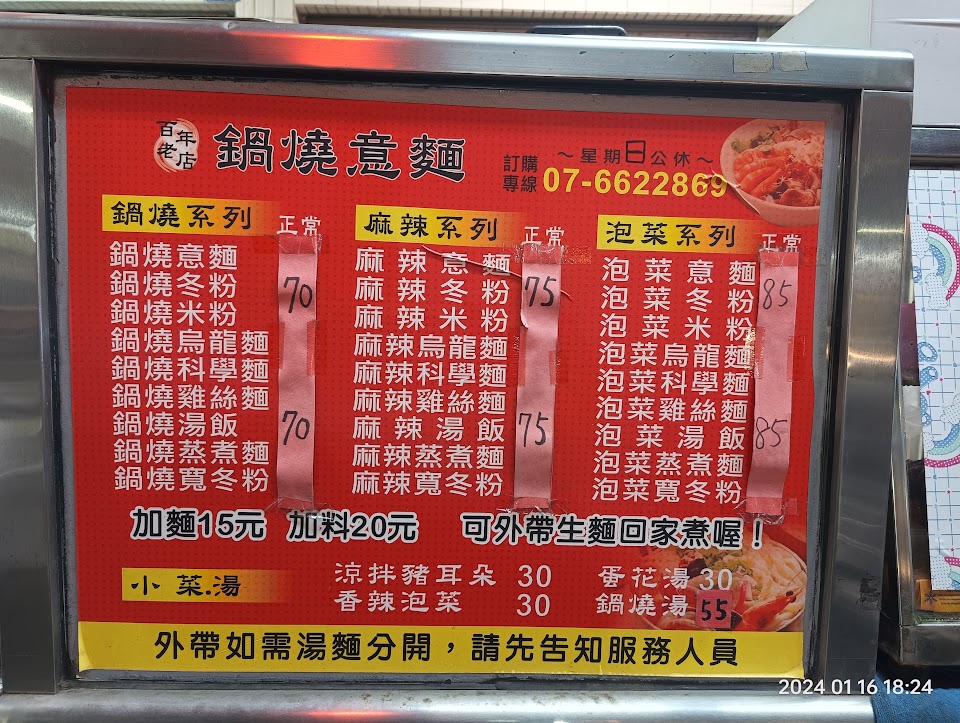 百年老店
鍋燒意麵
～星期日公休～
訂購專線 07-6622869
鍋燒系列 正常
鍋燒意麵
鍋燒冬粉 70
鍋燒米粉
鍋燒烏龍麵
鍋燒科學麵
鍋燒雞絲麵
鍋燒湯飯 70
鍋燒蒸煮麵
鍋燒寬冬粉
麻辣系列 正常
麻辣意麵
麻辣冬粉 75
麻辣米粉
麻辣烏龍麵
麻辣科學麵
麻辣雞絲麵
麻辣湯飯 75
麻辣蒸煮麵
麻辣寬冬粉
泡菜系列 正常
泡菜意麵
泡菜冬粉 85
泡菜米粉
泡菜烏龍麵
泡菜科學麵
泡菜雞絲麵
泡菜湯飯 85
泡菜蒸煮麵
泡菜寬冬粉
加麵15元 加料20元 可外帶生麵回家煮喔！
小菜.湯
涼拌豬耳朵 30 蛋花湯 30
香辣泡菜 30 鍋燒湯 55
外帶如需湯麵分開，請先告知服務人員
2024 01 16 18:24